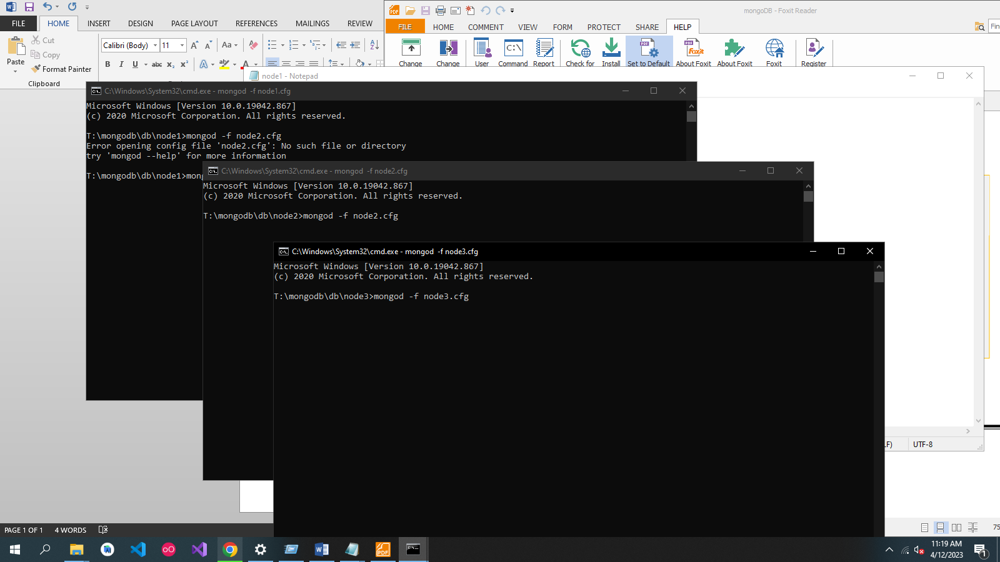 mongoDB - Foxit Reader
FILE HOME INSERT DESIGN PAGE LAYOUT REFERENCES MAILINGS REVIEW
FILE HOME COMMENT VIEW FORM PROTECT SHARE HELP Fin
Paste
Cut
Copy
Format Painter
Clipboard
Calibri (Body) 11
Aa
B I U abc x₂ x²
Change Change User Command Report Check for Install Set to Default About Foxit About Foxit Foxit Register
node1 - Notepad
C:\Windows\System32\cmd.exe - mongod -f node1.cfg
Microsoft Windows [Version 10.0.19042.867]
(c) 2020 Microsoft Corporation. All rights reserved.
T:\mongodb\db\node1>mongod -f node2.cfg
Error opening config file 'node2.cfg': No such file or directory
try 'mongod --help' for more information
T:\mongodb\db\node1>mong
C:\Windows\System32\cmd.exe - mongod -f node2.cfg
Microsoft Windows [Version 10.0.19042.867]
(c) 2020 Microsoft Corporation. All rights reserved.
T:\mongodb\db\node2>mongod -f node2.cfg
C:\Windows\System32\cmd.exe - mongod -f node3.cfg
Microsoft Windows [Version 10.0.19042.867]
(c) 2020 Microsoft Corporation. All rights reserved.
T:\mongodb\db\node3>mongod -f node3.cfg
LF) UTF-8
PAGE 1 OF 1 4 WORDS
75
11:19 AM
4/12/2023
1